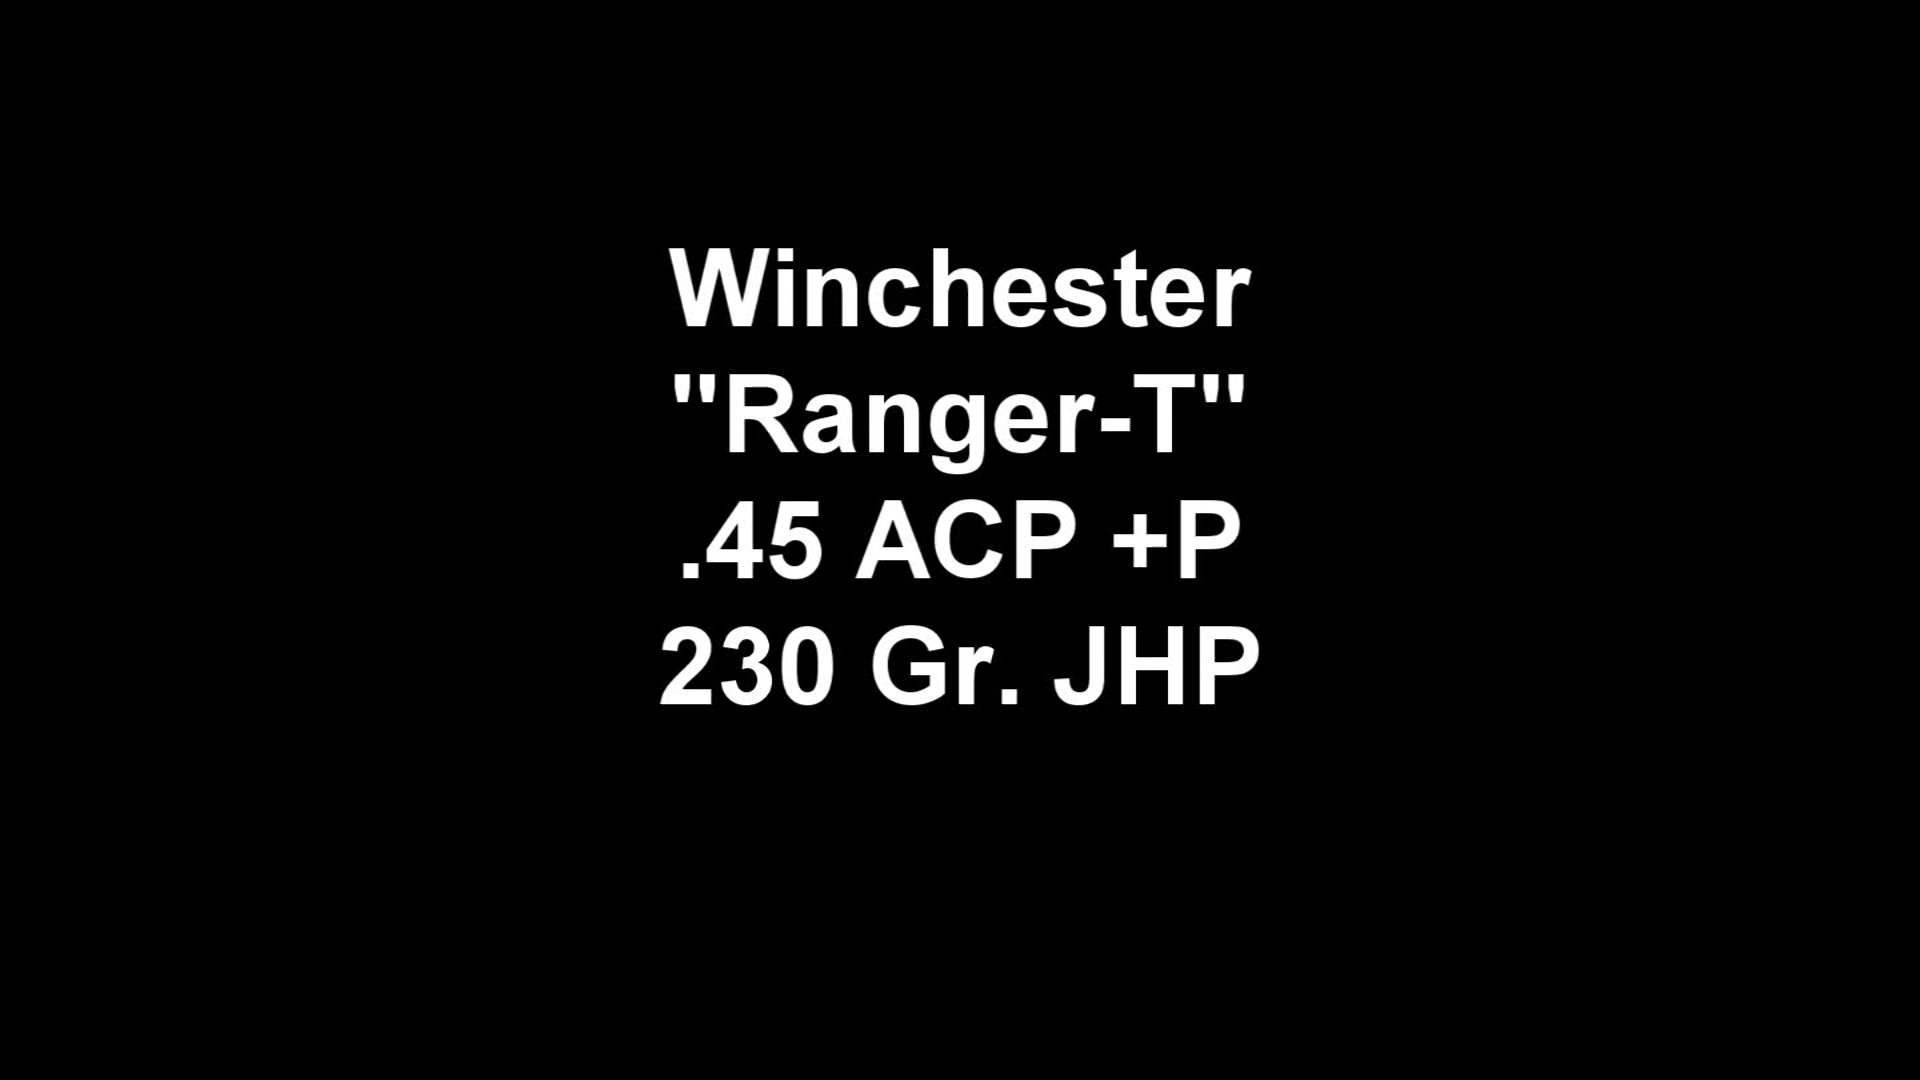 Winchester
"Ranger-T"
.45 ACP +P
230 Gr. JHP